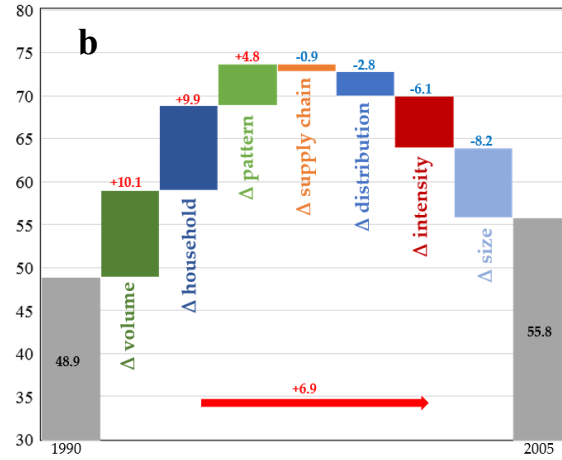 b
80
75
70
65
60
55
50
45
40
35
30
48.9
+10.1
Δ volume
+9.9
Δ household
+4.8
Δ pattern
-0.9
Δ supply chain
-2.8
Δ distribution
-6.1
Δ intensity
-8.2
Δ size
55.8
+6.9
1990
2005